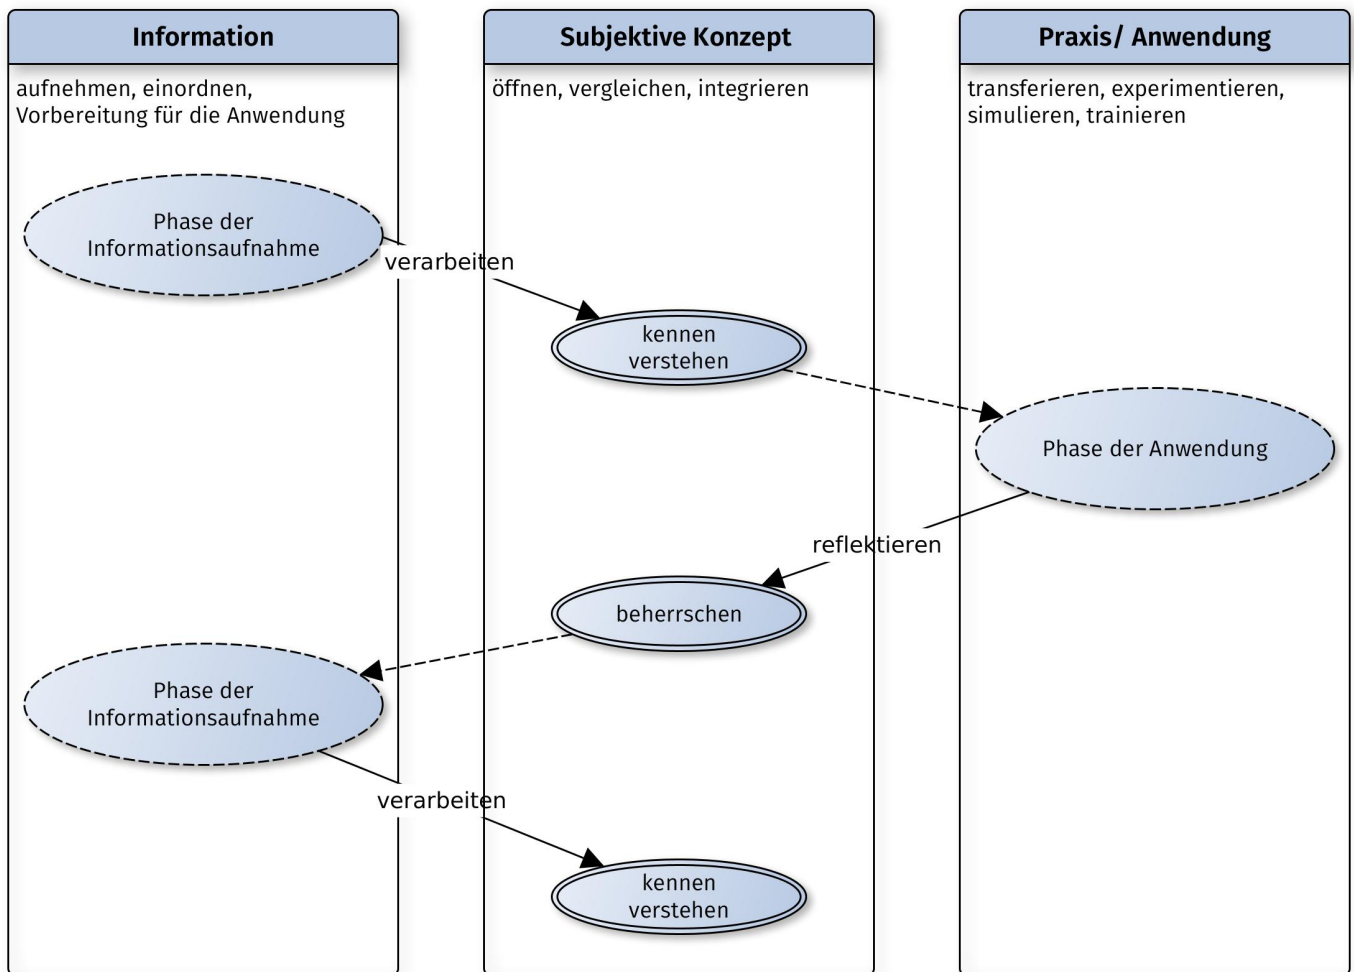 Information
Subjektive Konzept
Praxis/ Anwendung
aufnehmen, einordnen,
Vorbereitung für die Anwendung
öffnen, vergleichen, integrieren
transferieren, experimentieren,
simulieren, trainieren
Phase der
Informationsaufnahme
verarbeiten
kennen
verstehen
Phase der Anwendung
reflektieren
beherrschen
Phase der
Informationsaufnahme
verarbeiten
kennen
verstehen